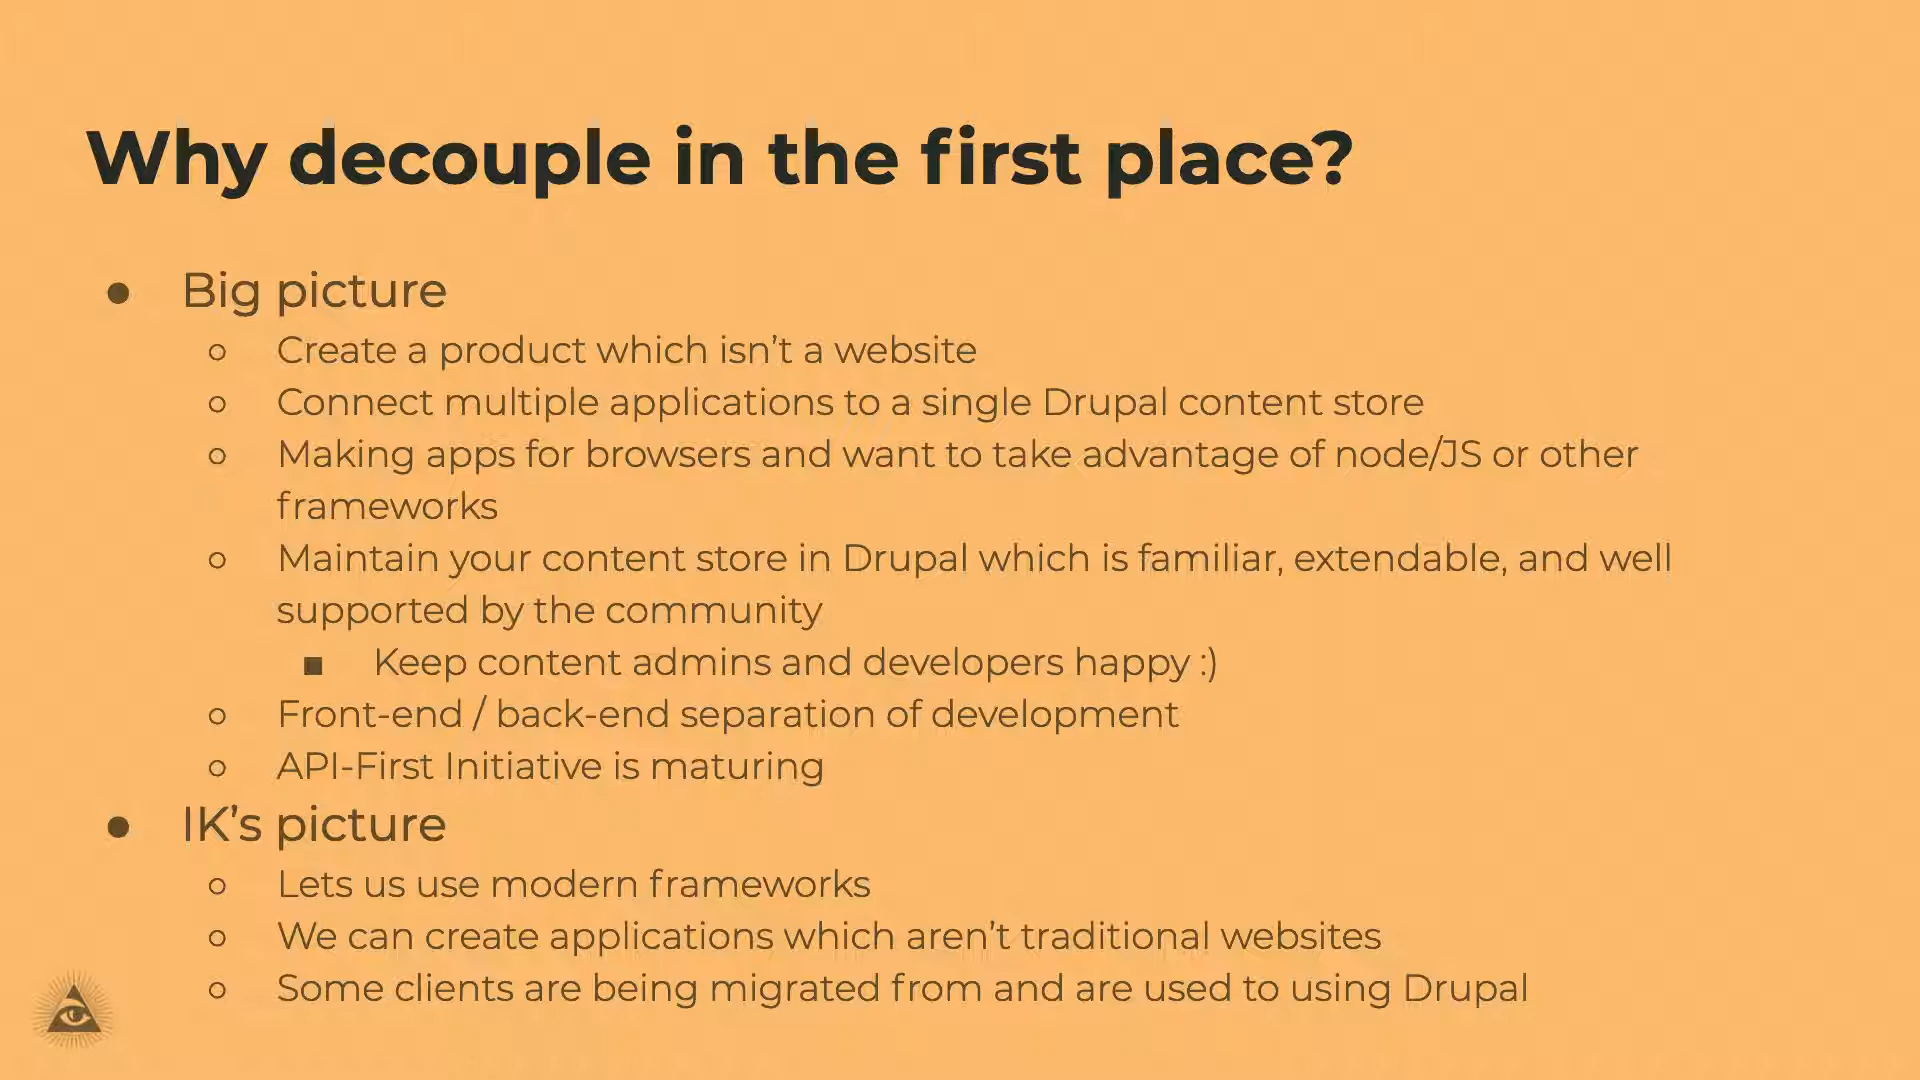 Why decouple in the first place?
● Big picture
○ Create a product which isn’t a website
○ Connect multiple applications to a single Drupal content store
○ Making apps for browsers and want to take advantage of node/JS or other
frameworks
○ Maintain your content store in Drupal which is familiar, extendable, and well
supported by the community
■ Keep content admins and developers happy :)
○ Front-end / back-end separation of development
○ API-First Initiative is maturing
● IK’s picture
○ Lets us use modern frameworks
○ We can create applications which aren’t traditional websites
○ Some clients are being migrated from and are used to using Drupal